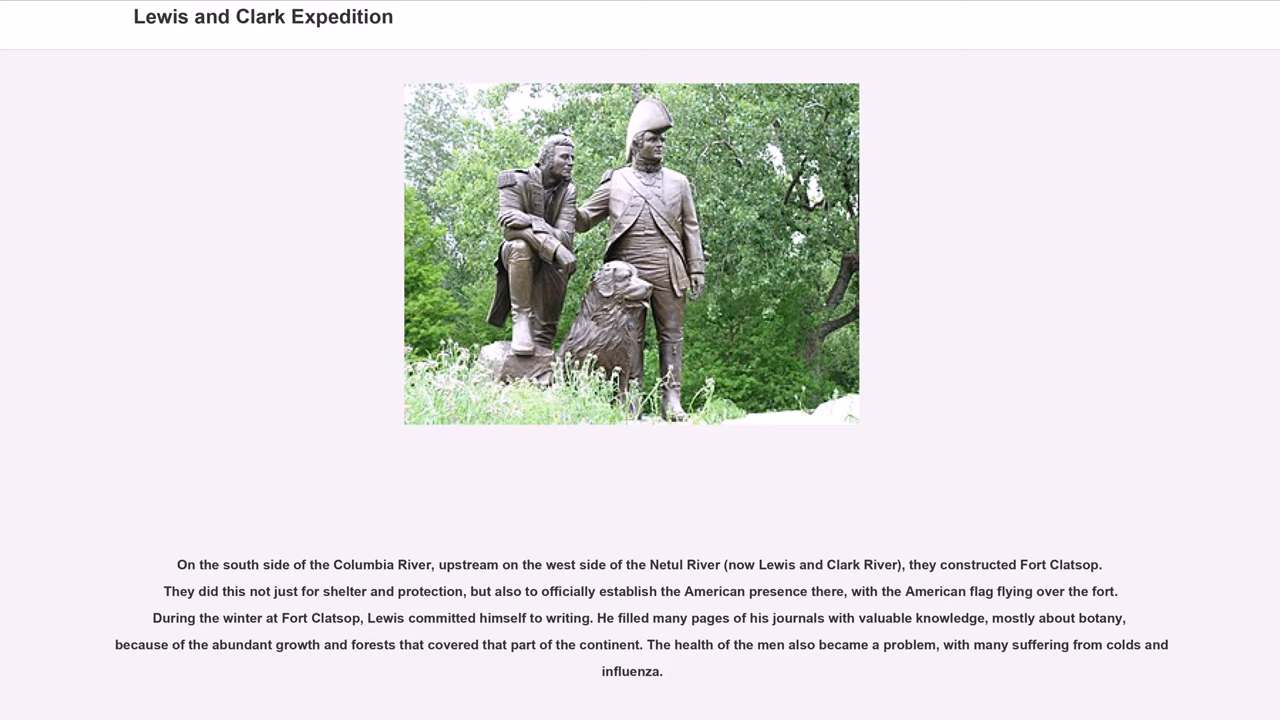 Lewis and Clark Expedition
On the south side of the Columbia River, upstream on the west side of the Netul River (now Lewis and Clark River), they constructed Fort Clatsop.
They did this not just for shelter and protection, but also to officially establish the American presence there, with the American flag flying over the fort.
During the winter at Fort Clatsop, Lewis committed himself to writing. He filled many pages of his journals with valuable knowledge, mostly about botany,
because of the abundant growth and forests that covered that part of the continent. The health of the men also became a problem, with many suffering from colds and
influenza.